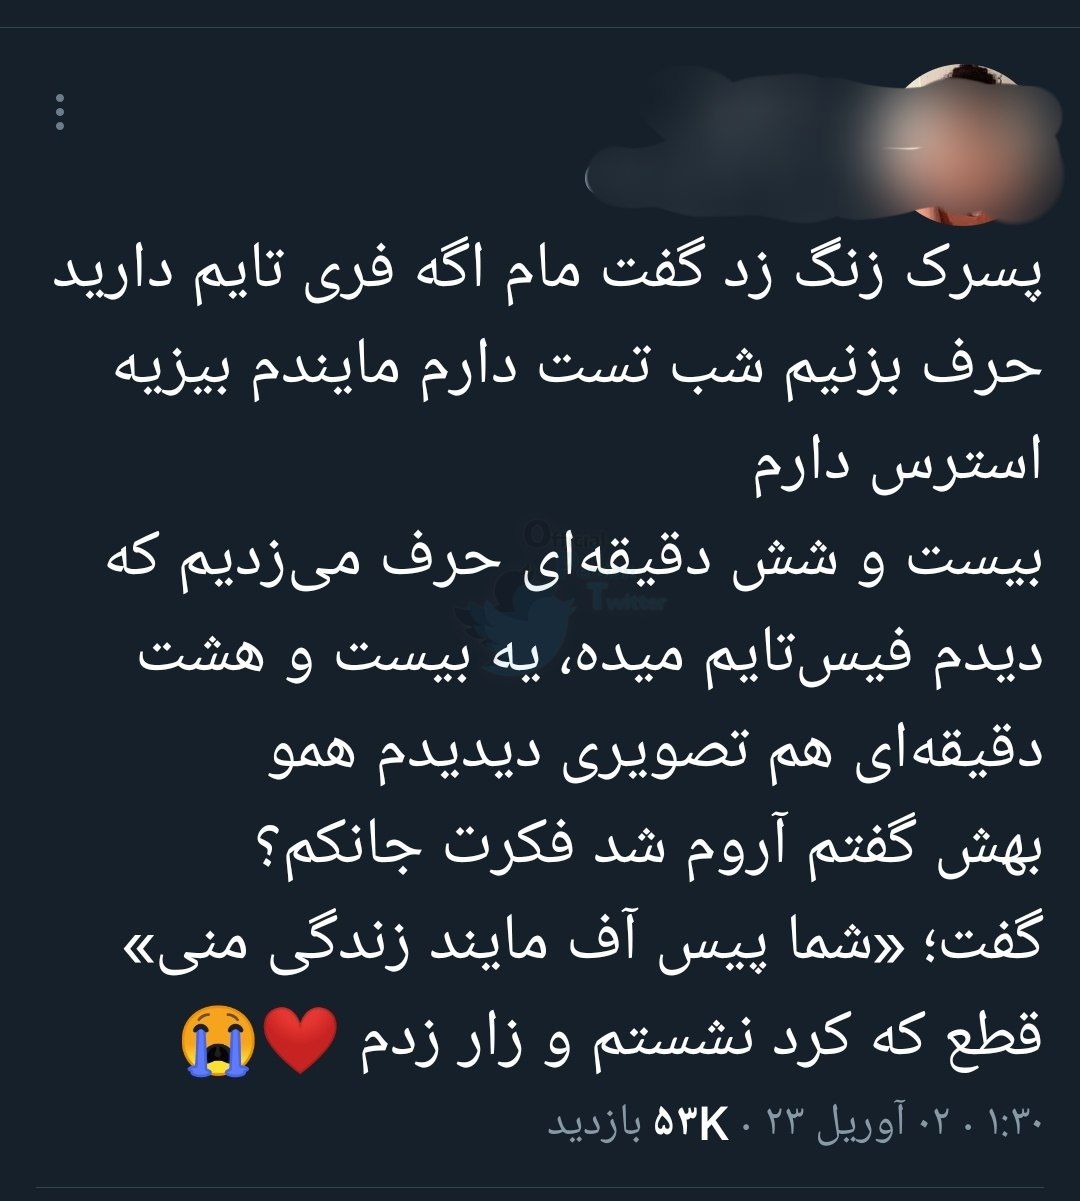 پسرک زنگ زد گفت مام اگه فری تایم دارید
حرف بزنیم شب تست دارم مایندم بیزیه
استرس دارم
بیست و شش دقیقه‌ای حرف می‌زدیم که
دیدم فیس‌تایم میده، یه بیست و هشت
دقیقه‌ای هم تصویری دیدیدم همو
بهش گفتم آروم شد فکرت جانکم؟
گفت؛ «شما پیس آف مایند زندگی منی»
قطع که کرد نشستم و زار زدم ❤️😭
۱:۳۰ · ۰۲ آوریل ۲۳ · ۵۳K بازدید
Official
Twitter